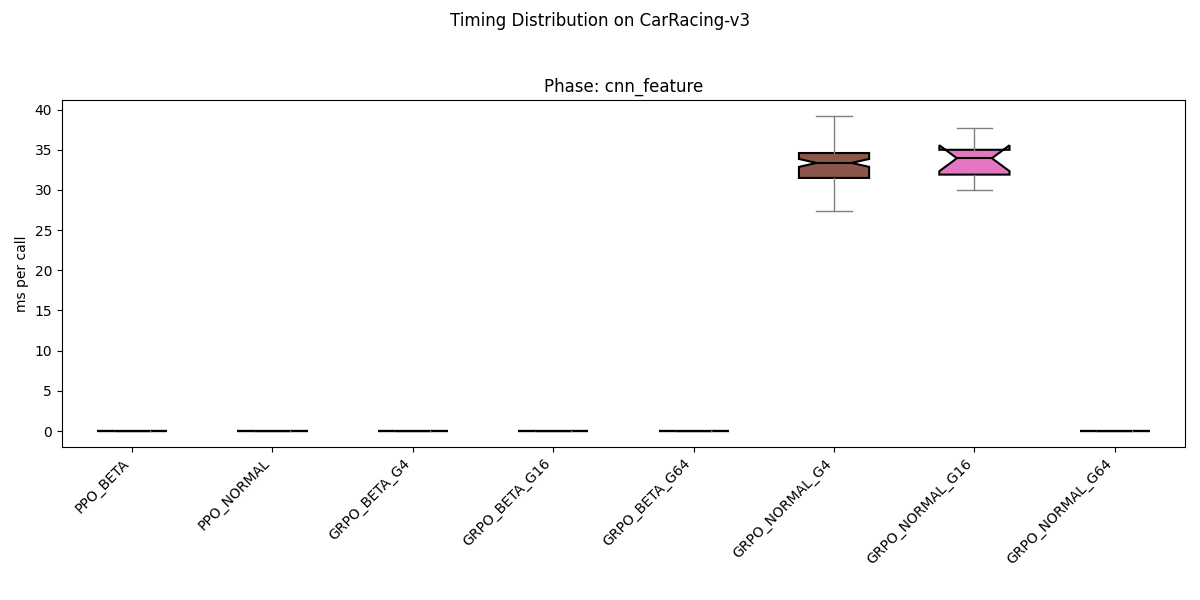 Timing Distribution on CarRacing-v3
Phase: cnn_feature
ms per call
40
35
30
25
20
15
10
5
0
PPO_BETA
PPO_NORMAL
GRPO_BETA_G4
GRPO_BETA_G16
GRPO_BETA_G64
GRPO_NORMAL_G4
GRPO_NORMAL_G16
GRPO_NORMAL_G64